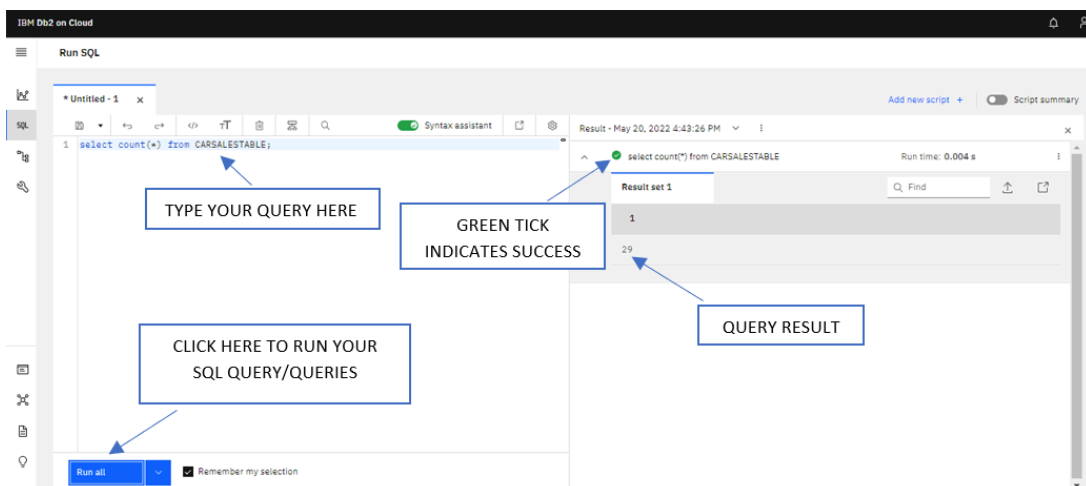 IBM Db2 on Cloud
Run SQL
* Untitled - 1 x
Add new script +
Script summary
SQL
Syntax assistant
Result - May 20, 2022 4:43:26 PM
1 select count(*) from CARSALESTABLE;
select count(*) from CARSALESTABLE
Run time: 0.004 s
Result set 1
Find
1
29
TYPE YOUR QUERY HERE
GREEN TICK
INDICATES SUCCESS
QUERY RESULT
CLICK HERE TO RUN YOUR
SQL QUERY/QUERIES
Run all
Remember my selection